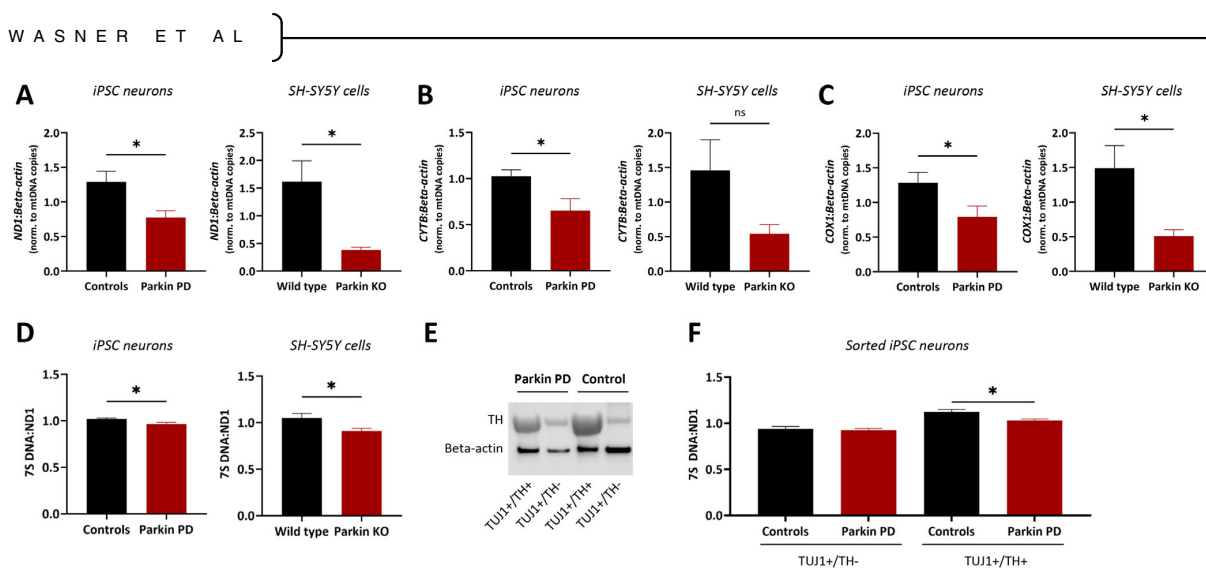 WASNER ET AL
A
iPSC neurons
SH-SY5Y cells
ND1:Beta-actin
(norm. to mtDNA copies)
2.0
1.5
1.0
0.5
0.0
*
Controls Parkin PD
ND1:Beta-actin
(norm. to mtDNA copies)
2.5
2.0
1.5
1.0
0.5
0.0
*
Wild type Parkin KO
B
iPSC neurons
SH-SY5Y cells
CYTB:Beta-actin
(norm. to mtDNA copies)
1.5
1.0
0.5
0.0
*
Controls Parkin PD
CYTB:Beta-actin
(norm. to mtDNA copies)
2.0
1.5
1.0
0.5
0.0
ns
Wild type Parkin KO
C
iPSC neurons
SH-SY5Y cells
COX1:Beta-actin
(norm. to mtDNA copies)
2.0
1.5
1.0
0.5
0.0
*
Controls Parkin PD
COX1:Beta-actin
(norm. to mtDNA copies)
2.0
1.5
1.0
0.5
0.0
*
Wild type Parkin KO
D
iPSC neurons
SH-SY5Y cells
7S DNA:ND1
1.5
1.0
0.5
0.0
*
Controls Parkin PD
7S DNA:ND1
1.5
1.0
0.5
0.0
*
Wild type Parkin KO
E
Parkin PD Control
TH
Beta-actin
TUJ1+/TH+
TUJ1+/TH-
TUJ1+/TH+
TUJ1+/TH-
F
Sorted iPSC neurons
7S DNA:ND1
1.5
1.0
0.5
0.0
*
Controls Parkin PD Controls Parkin PD
TUJ1+/TH- TUJ1+/TH+